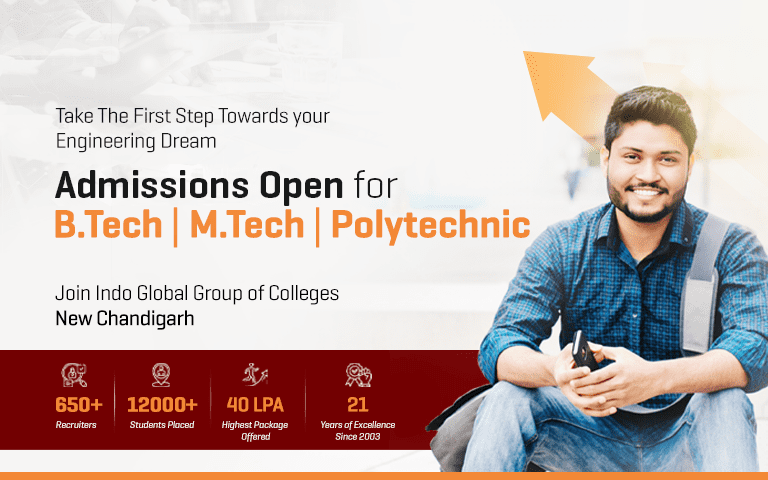 Take The First Step Towards your
Engineering Dream
Admissions Open for
B.Tech | M.Tech | Polytechnic
Join Indo Global Group of Colleges
New Chandigarh
650+
Recruiters
12000+
Students Placed
40 LPA
Highest Package
Offered
21
Years of Excellence
Since 2003